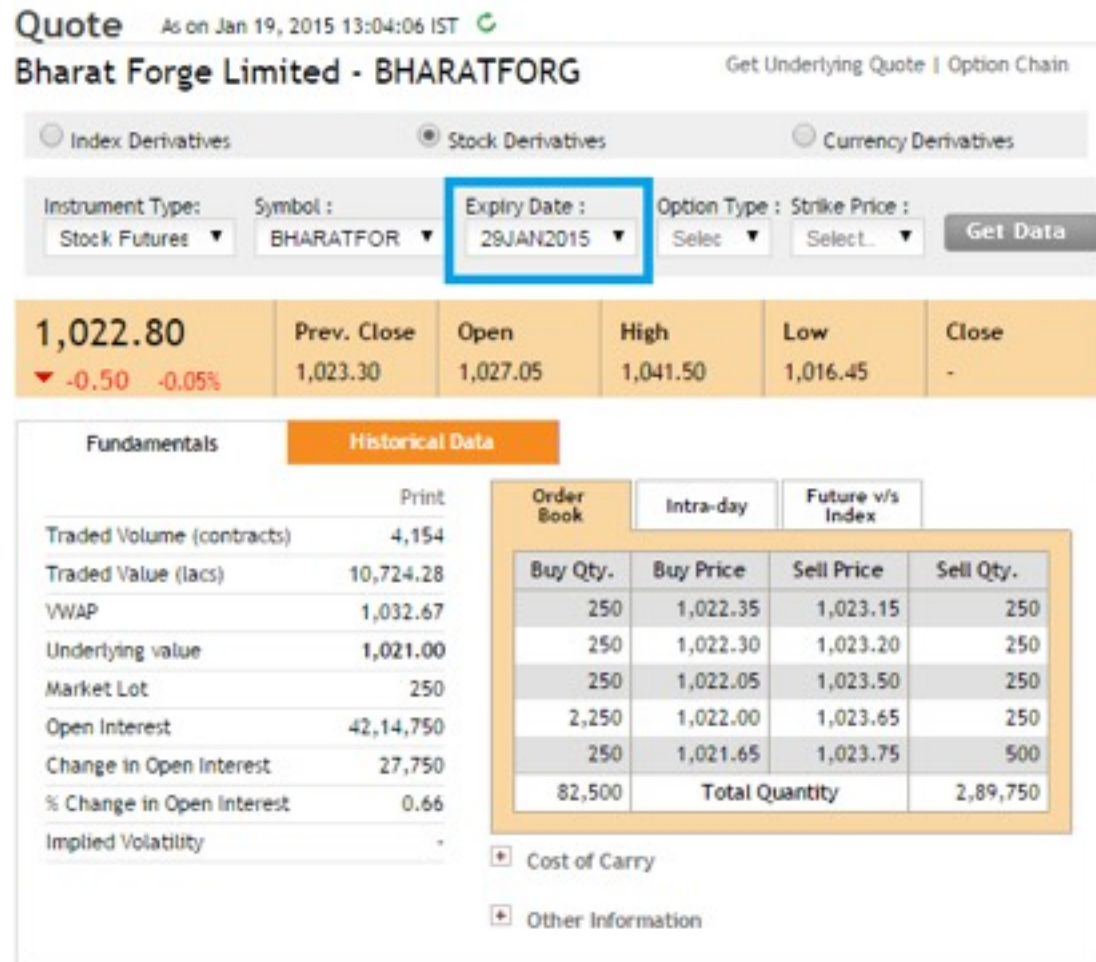 Quote As on Jan 19, 2015 13:04:06 IST
Bharat Forge Limited - BHARATFORG
Get Underlying Quote | Option Chain
Index Derivatives Stock Derivatives Currency Derivatives
Instrument Type: Symbol : Expiry Date : Option Type : Strike Price :
Stock Futures BHARATFOR 29JAN2015 Selec Select.. Get Data
1,022.80 Prev. Close Open High Low Close
-0.50 -0.05% 1,023.30 1,027.05 1,041.50 1,016.45 -
Fundamentals Historical Data
Print
Traded Volume (contracts) 4,154
Traded Value (lacs) 10,724.28
VWAP 1,032.67
Underlying value 1,021.00
Market Lot 250
Open Interest 42,14,750
Change in Open Interest 27,750
% Change in Open Interest 0.66
Implied Volatility -
Order Book Intra-day Future v/s Index
Buy Qty. Buy Price Sell Price Sell Qty.
250 1,022.35 1,023.15 250
250 1,022.30 1,023.20 250
250 1,022.05 1,023.50 250
2,250 1,022.00 1,023.65 250
250 1,021.65 1,023.75 500
82,500 Total Quantity 2,89,750
+ Cost of Carry
+ Other Information